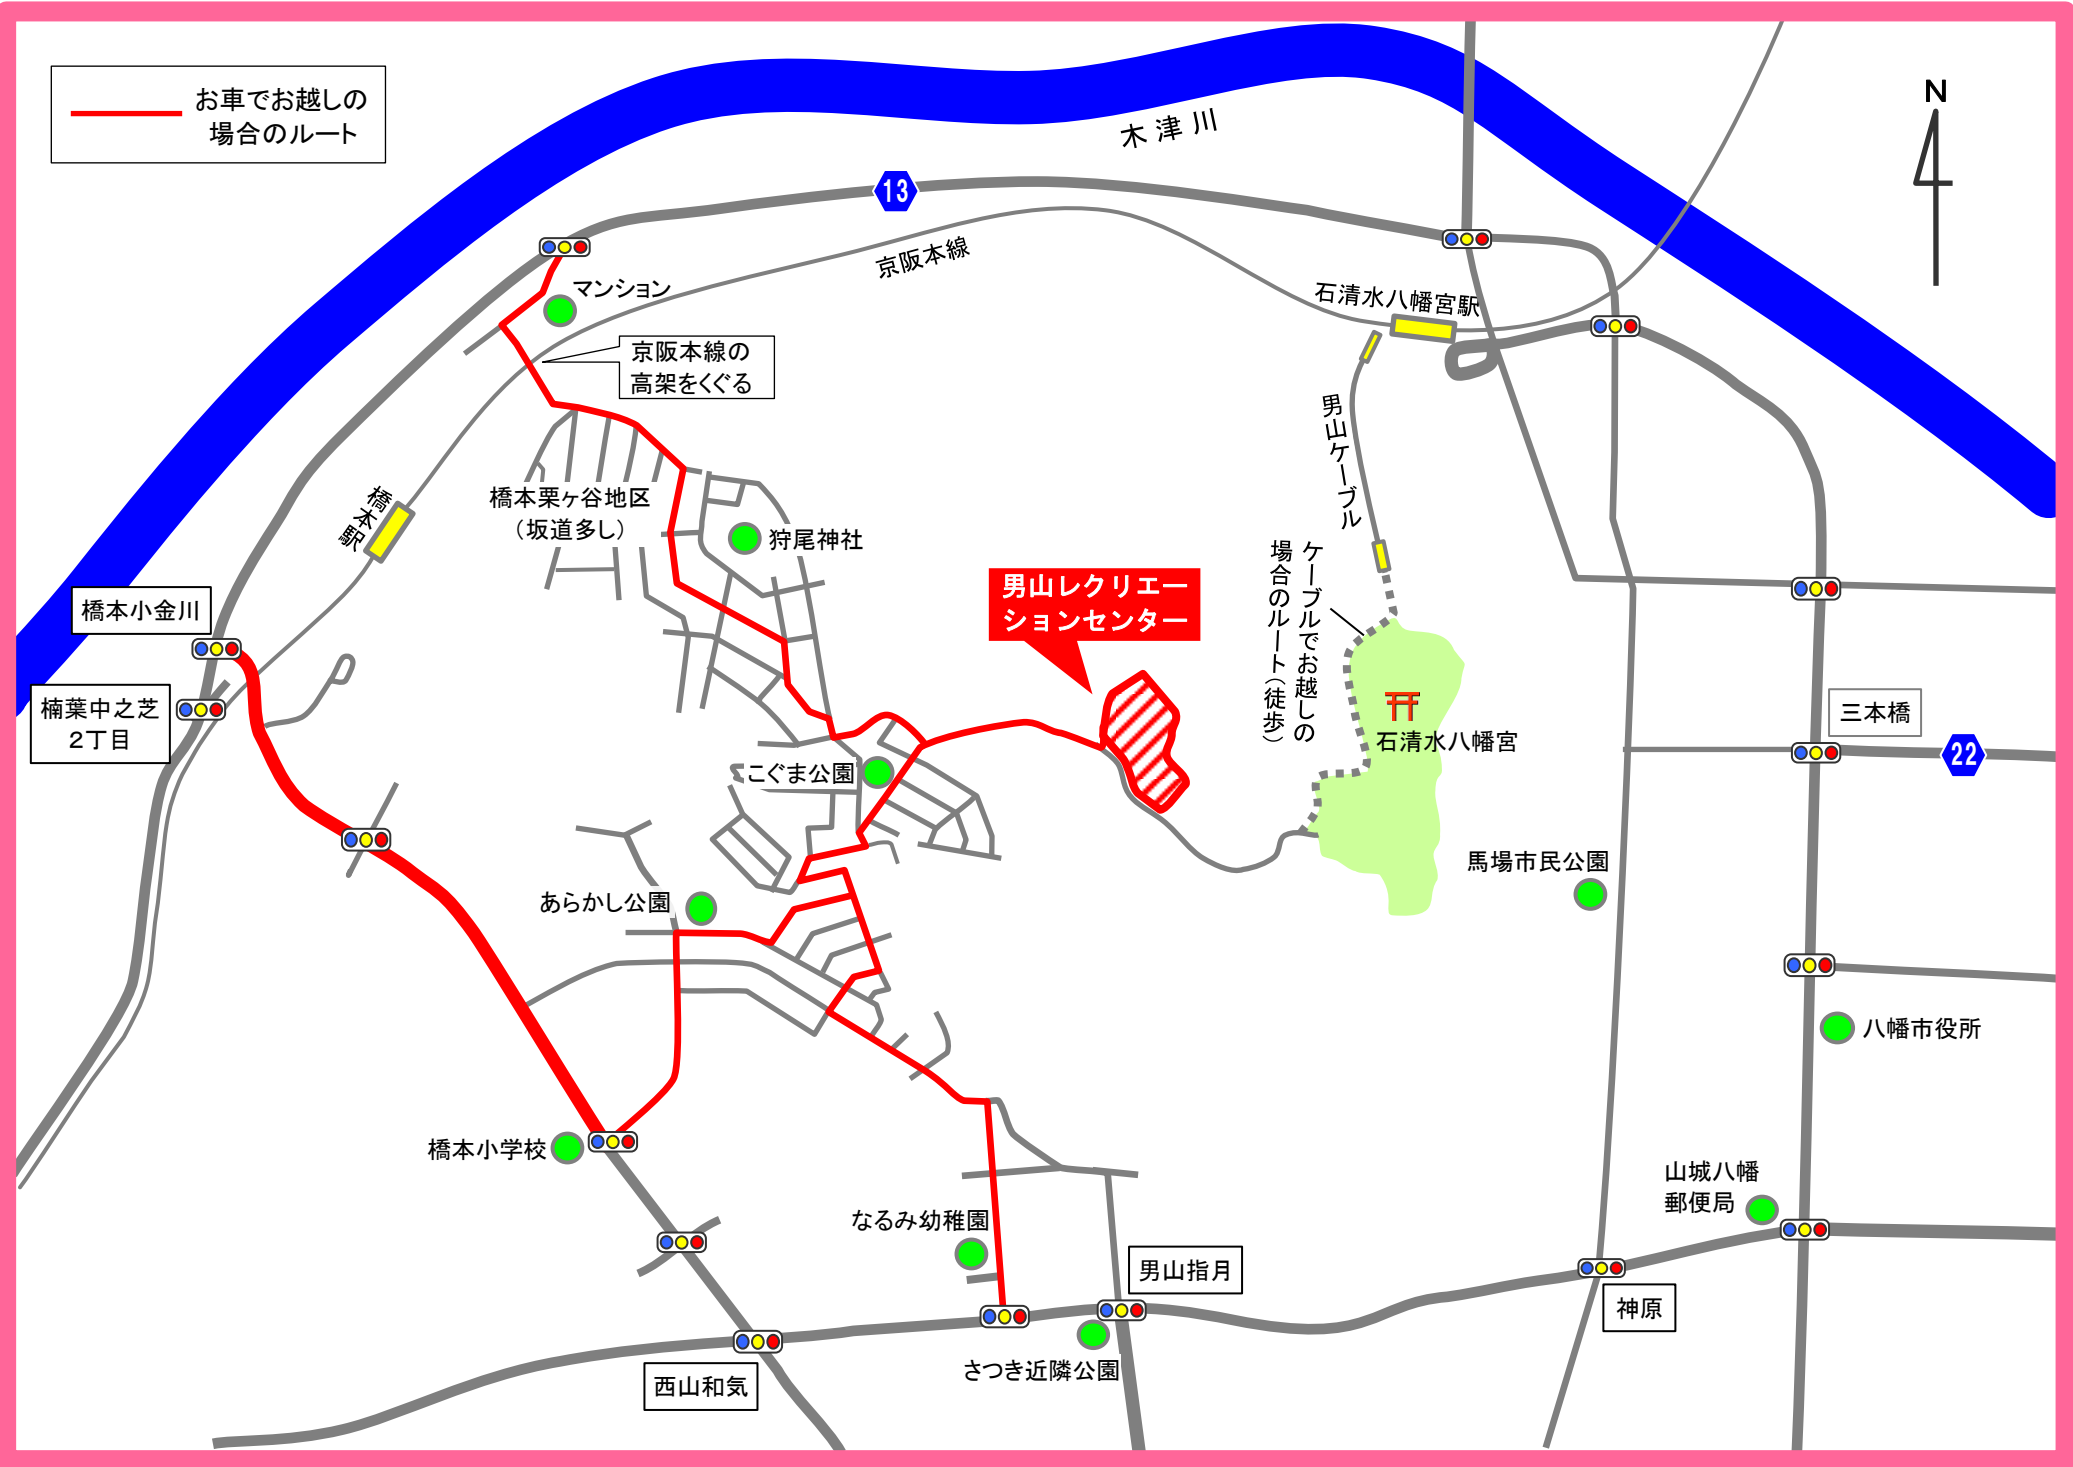 お車でお越しの
場合のルート
N
木津川
13
京阪本線
マンション
石清水八幡宮駅
京阪本線の
高架をくぐる
男山ケーブル
橋本駅
橋本栗ヶ谷地区
（坂道多し）
狩尾神社
ケーブルでお越しの
場合のルート（徒歩）
男山レクリエー
ションセンター
橋本小金川
楠葉中之芝
2丁目
三本橋
22
石清水八幡宮
こぐま公園
馬場市民公園
あらかし公園
八幡市役所
橋本小学校
山城八幡
郵便局
なるみ幼稚園
男山指月
神原
さつき近隣公園
西山和気